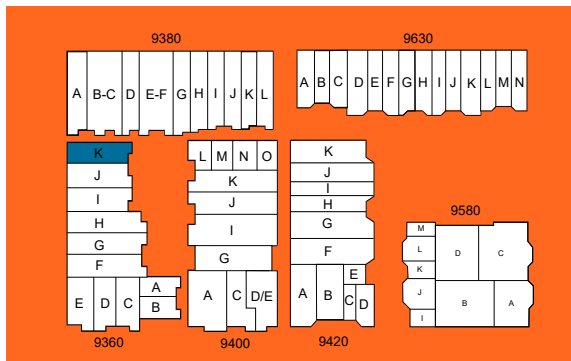 9380
9630
A B-C D E-F G H I J K L
A B C D E F G H I J K L M N
K
J
I
H
G
F
E D C A
B
9360
L M N O
K
J
I
G
A C D/E
9400
K
J
I
H
G
F
A B E
C D
9420
9580
M
L
K
J
I
D C
B A